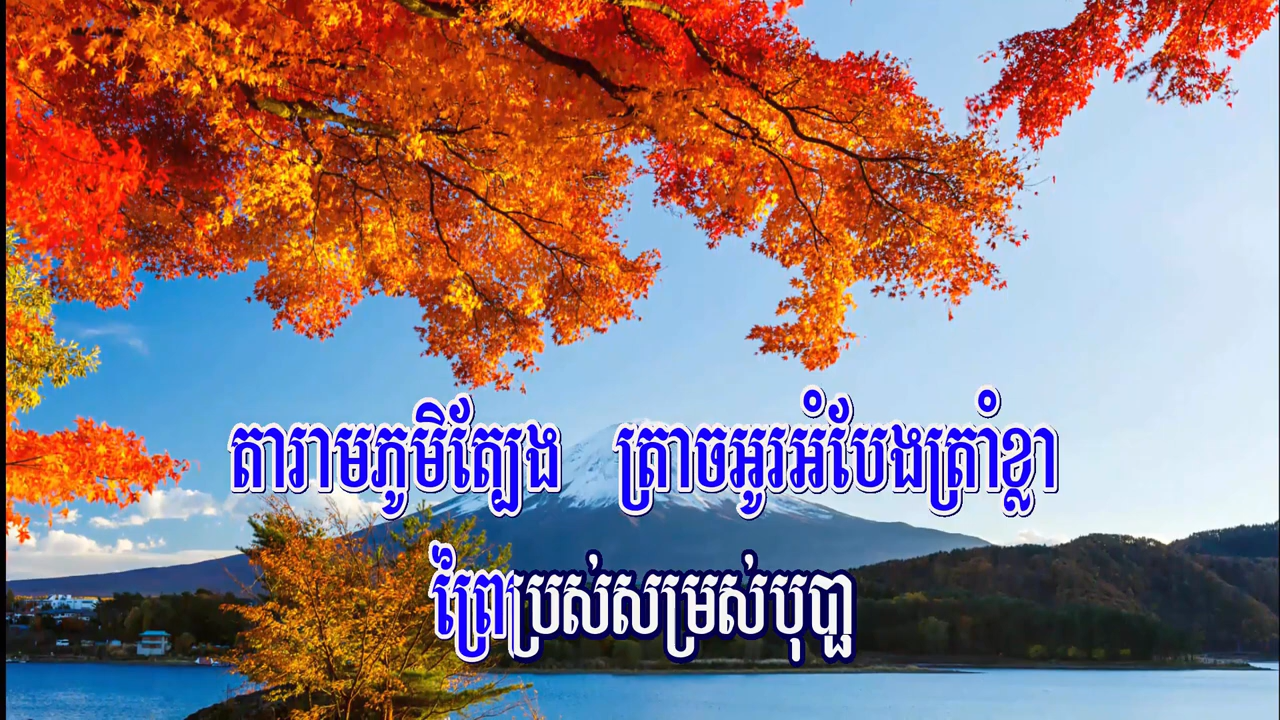 តារាមភូមិត្បែង ត្រាចអូរអំបែងត្រាំខ្លា
ព្រៃប្រស់សម្រស់បុប្ផា